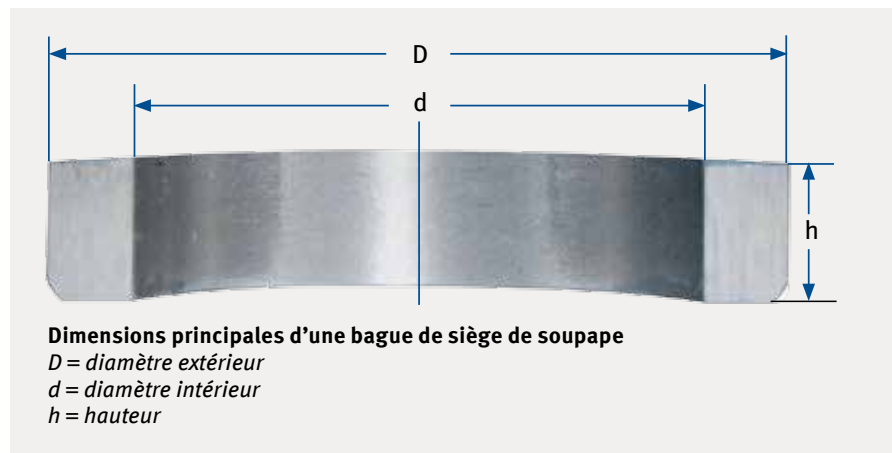 D
d
h
Dimensions principales d’une bague de siège de soupape
D = diamètre extérieur
d = diamètre intérieur
h = hauteur